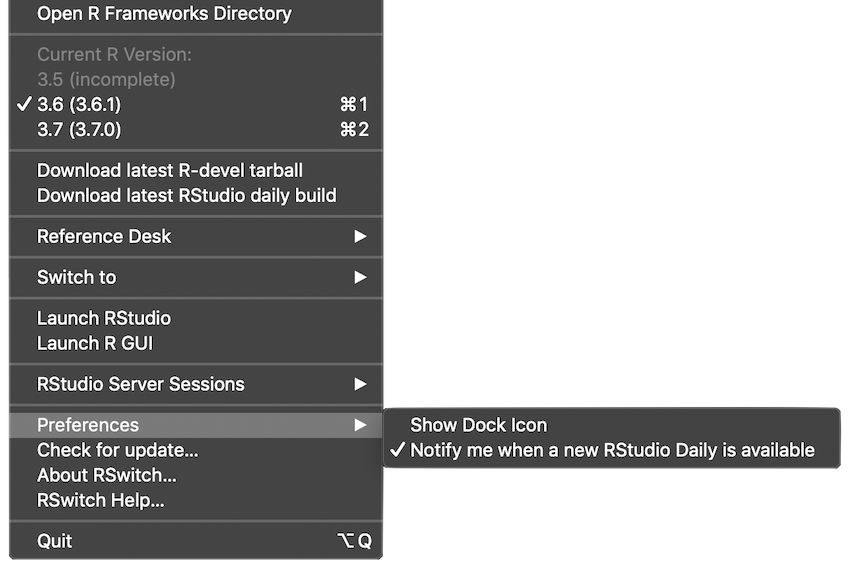 Open R Frameworks Directory
Current R Version:
3.5 (incomplete)
✓ 3.6 (3.6.1) ⌘1
3.7 (3.7.0) ⌘2
Download latest R-devel tarball
Download latest RStudio daily build
Reference Desk ▶
Switch to ▶
Launch RStudio
Launch R GUI
RStudio Server Sessions ▶
Preferences ▶
Show Dock Icon
✓ Notify me when a new RStudio Daily is available
Check for update...
About RSwitch...
RSwitch Help...
Quit ⌥Q